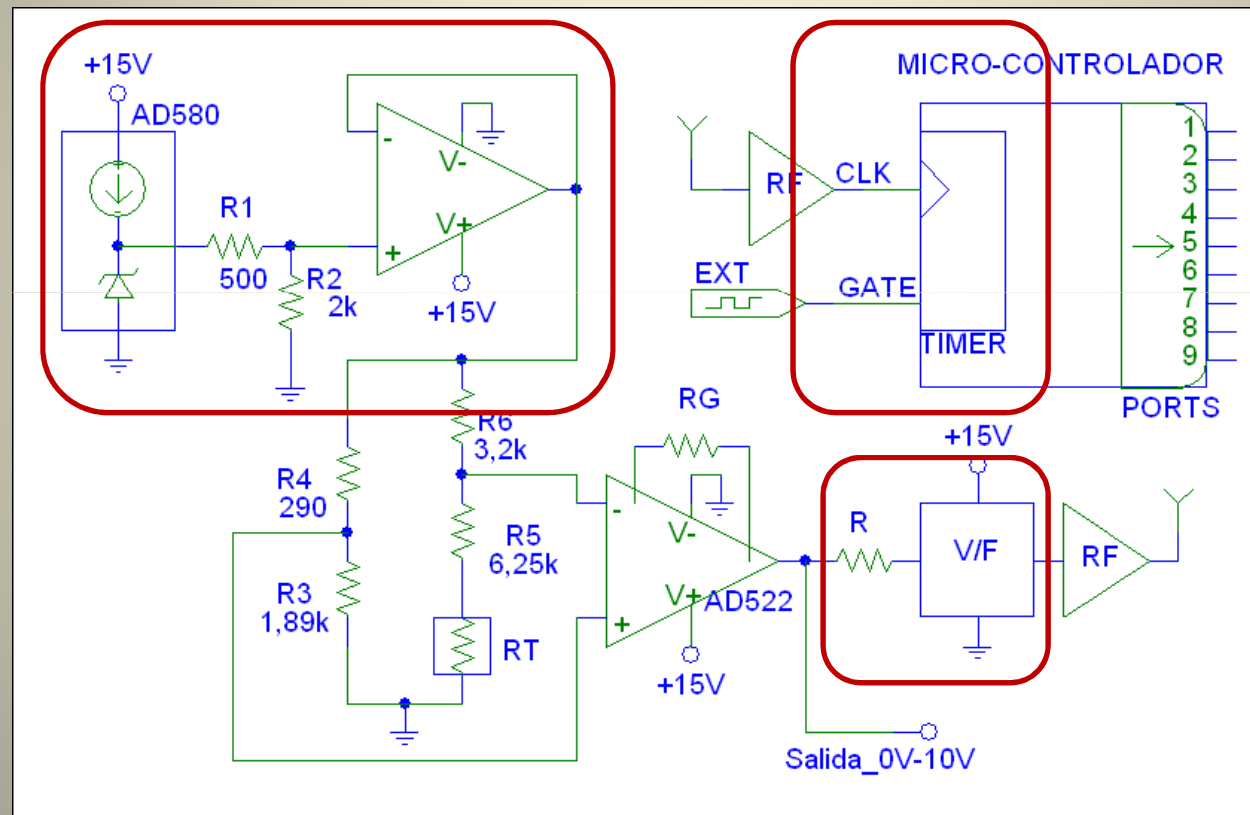 +15V
AD580
R1
500
R2
2k
-
V-
V+
+
+15V
MICRO-CONTROLADOR
RF
CLK
EXT
GATE
TIMER
1
2
3
4
5
6
7
8
9
PORTS
R6
3,2k
R4
290
R5
6,25k
R3
1,89k
RT
RG
-
V-
V+
AD522
+
+15V
+15V
R
V/F
RF
Salida_0V-10V